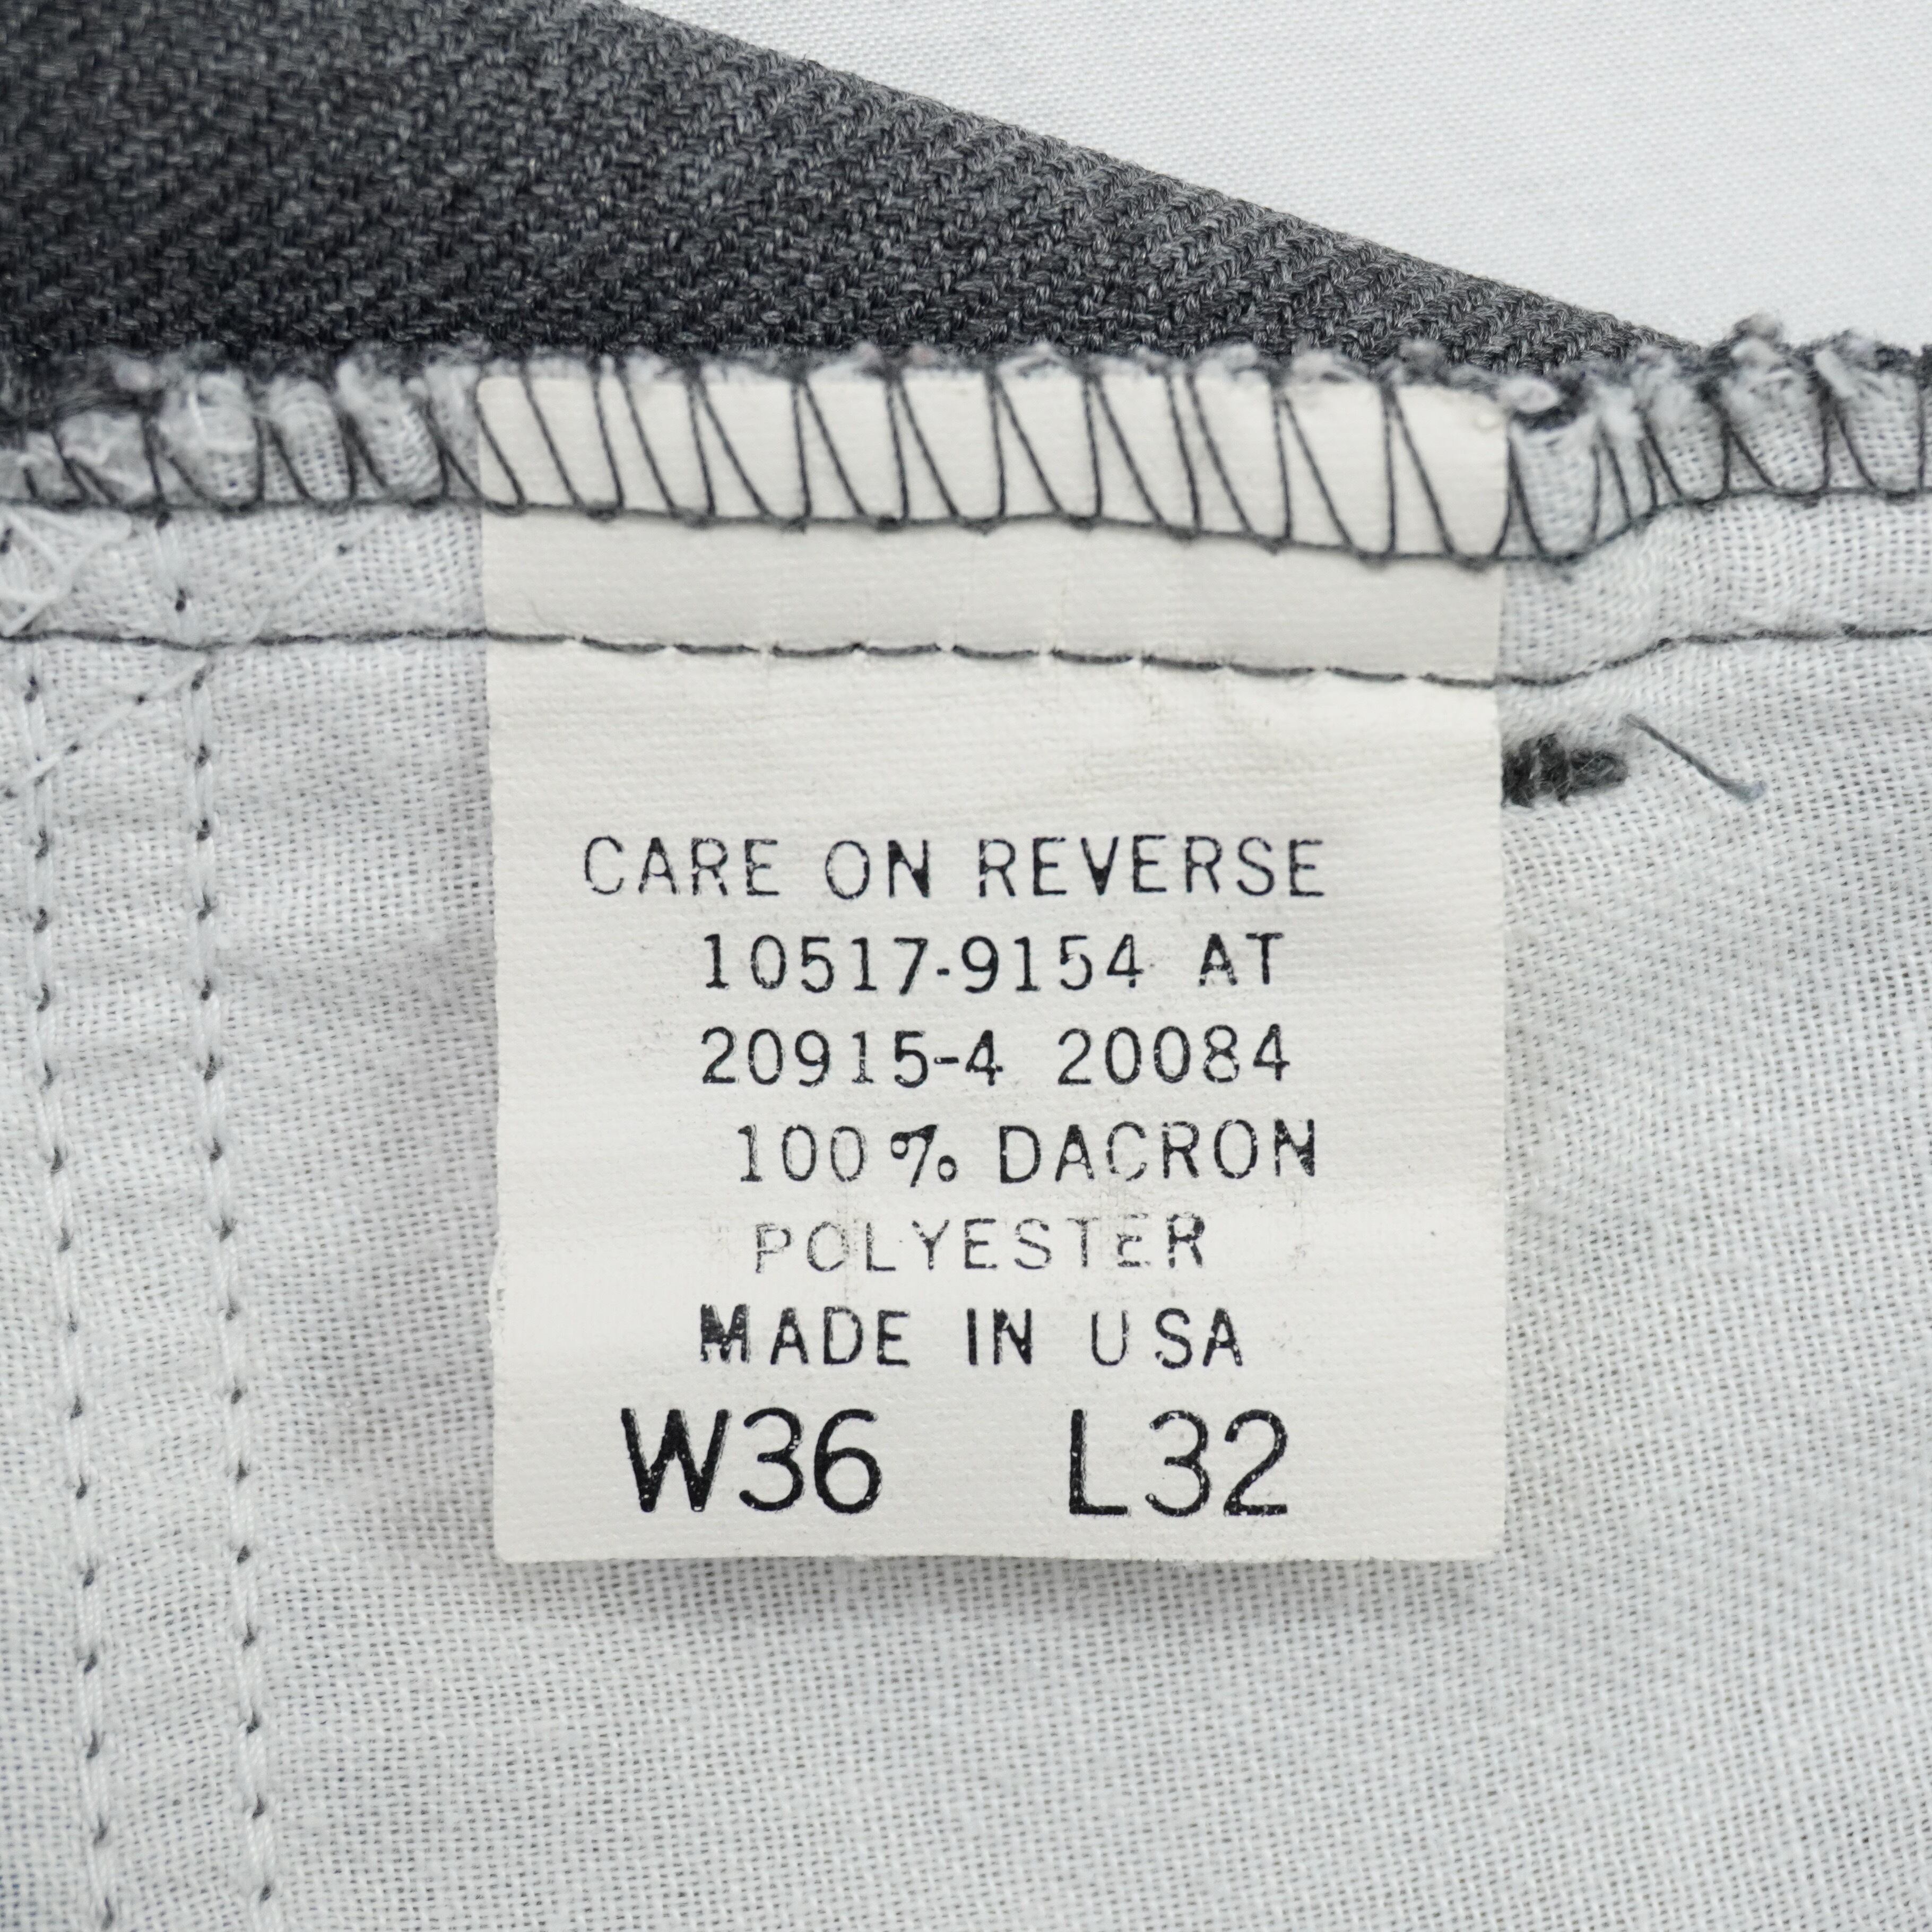 CARE ON REVERSE
10517-9154 AT
20915-4 20084
100% DACRON
POLYESTER
MADE IN USA
W36 L32